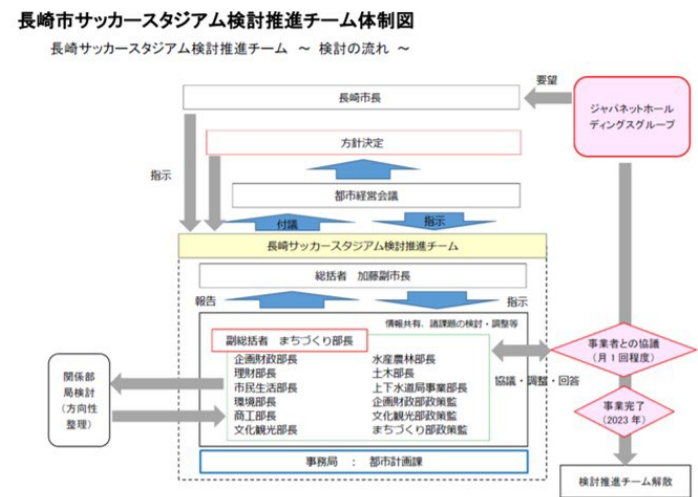 長崎市サッカースタジアム検討推進チーム体制図
長崎サッカースタジアム検討推進チーム ～ 検討の流れ ～
要望
長崎市長
ジャパネットホール
ディングスグループ
方針決定
指示
都市経営会議
付議
指示
長崎サッカースタジアム検討推進チーム
総括者 加藤副市長
報告
指示
情報共有、議課題の検討・調整等
副総括者 まちづくり部長
企画財政部長
理財部長
市民生活部長
環境部長
商工部長
文化観光部長
水産農林部長
土木部長
上下水道局事業部長
企画財政部政策監
文化観光部政策監
まちづくり部政策監
関係部
局検討
（方向性
整理）
事業者との協議
（月１回程度）
協議・調整・回答
事業完了
（2023 年）
事務局 ： 都市計画課
検討推進チーム解散